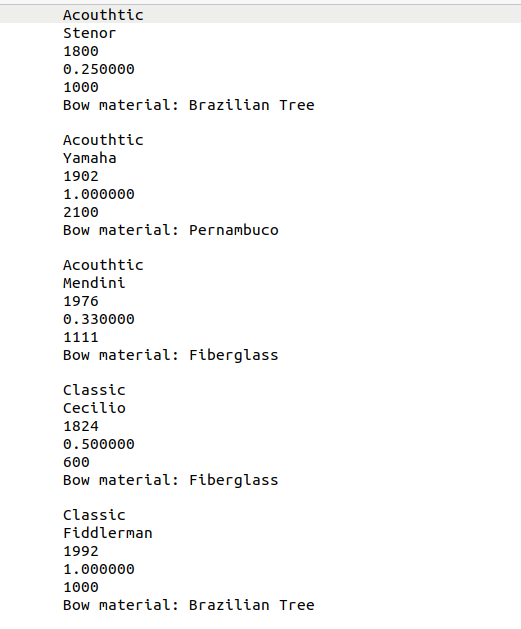 Acouthtic
Stenor
1800
0.250000
1000
Bow material: Brazilian Tree
Acouthtic
Yamaha
1902
1.000000
2100
Bow material: Pernambuco
Acouthtic
Mendini
1976
0.330000
1111
Bow material: Fiberglass
Classic
Cecilio
1824
0.500000
600
Bow material: Fiberglass
Classic
Fiddlerman
1992
1.000000
1000
Bow material: Brazilian Tree